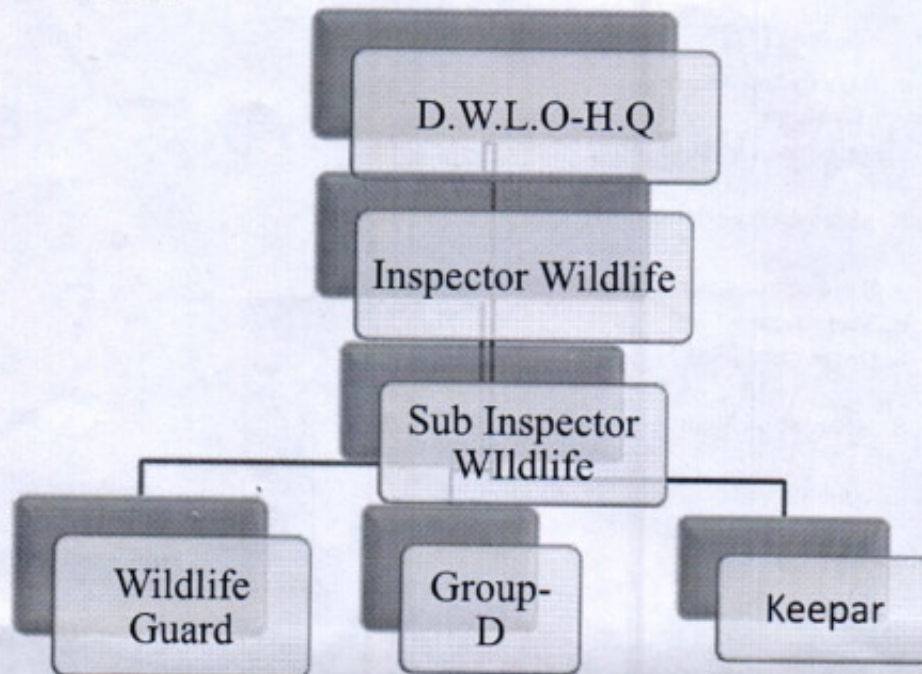 D.W.L.O-H.Q
Inspector Wildlife
Sub Inspector
WIldlife
Wildlife
Guard
Group-
D
Keepar